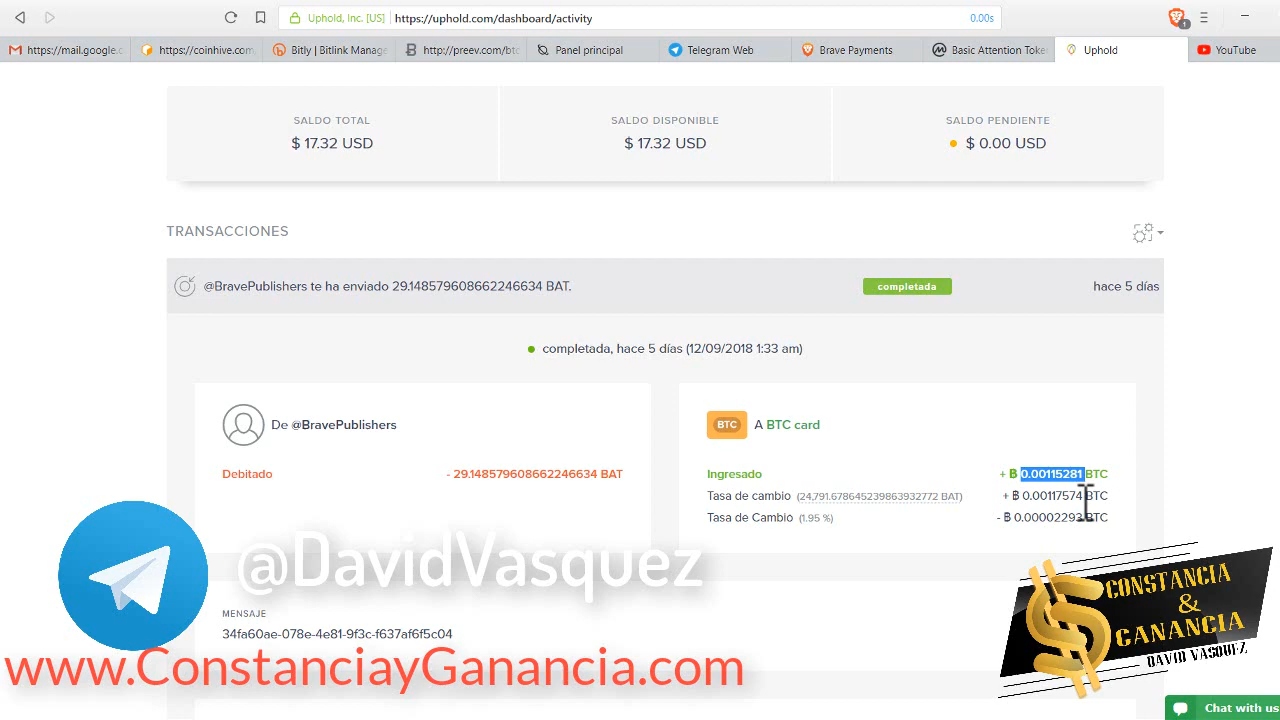 Uphold, Inc. [US]
https://uphold.com/dashboard/activity
0.00s
1
https://mail.google.c
https://coinhive.com
Bitly | Bitlink Manage
http://preev.com/btc
Panel principal
Telegram Web
Brave Payments
Basic Attention Toke
Uphold
YouTube
SALDO TOTAL
$ 17.32 USD
SALDO DISPONIBLE
$ 17.32 USD
SALDO PENDIENTE
$ 0.00 USD
TRANSACCIONES
@BravePublishers te ha enviado 29.148579608662246634 BAT.
completada
hace 5 días
completada, hace 5 días (12/09/2018 1:33 am)
De @BravePublishers
Debitado
- 29.148579608662246634 BAT
BTC
A BTC card
Ingresado
+ ₿ 0.00115281 BTC
Tasa de cambio (24,791.678645239863932772 BAT)
+ ₿ 0.00117574 BTC
Tasa de Cambio (1.95 %)
- ₿ 0.00002293 BTC
@DavidVasquez
MENSAJE
34fa60ae-078e-4e81-9f3c-f637af6f5c04
www.ConstanciayGanancia.com
CONSTANCIA
&
GANANCIA
DAVID VASQUEZ
Chat with us